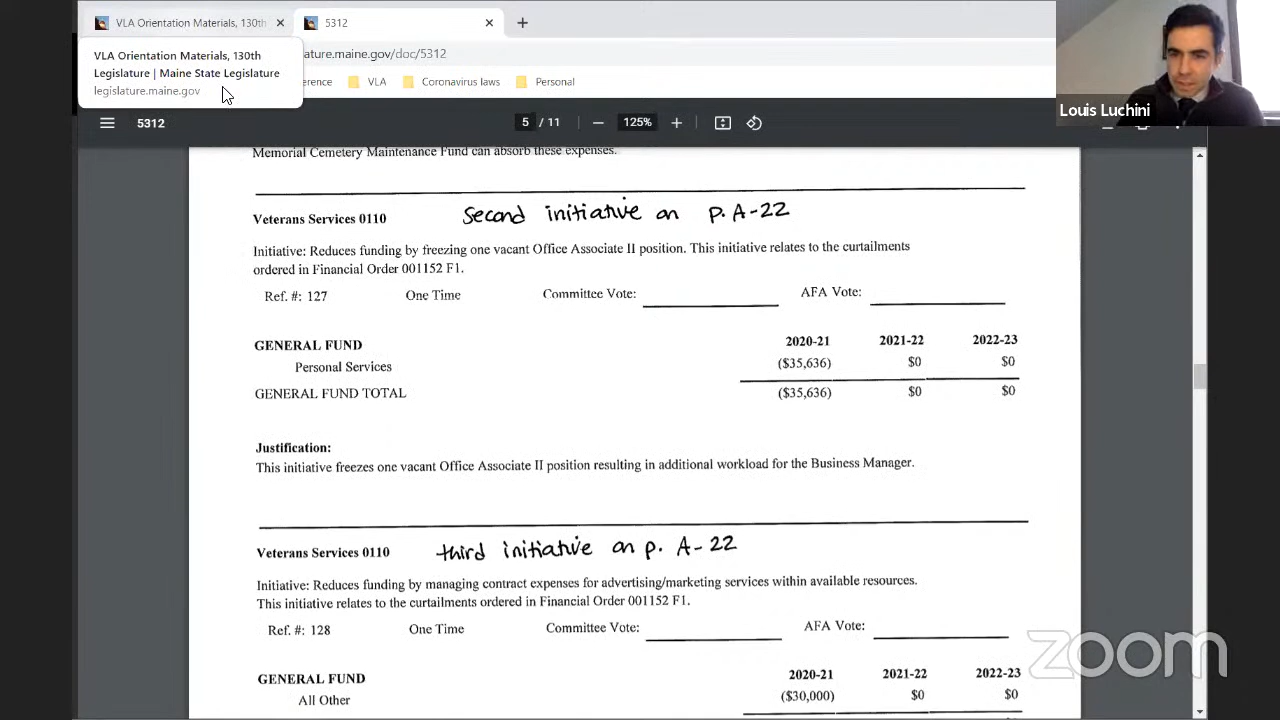 VLA Orientation Materials, 130th
5312
VLA Orientation Materials, 130th
Legislature | Maine State Legislature
legislature.maine.gov
ature.maine.gov/doc/5312
erence
VLA
Coronavirus laws
Personal
Louis Luchini
5312
5 / 11
125%
Memorial Cemetery Maintenance Fund can absorb these expenses.
Veterans Services 0110 second initiative on p. A-22
Initiative: Reduces funding by freezing one vacant Office Associate II position. This initiative relates to the curtailments
ordered in Financial Order 001152 F1.
Ref. #: 127 One Time Committee Vote: AFA Vote:
GENERAL FUND 2020-21 2021-22 2022-23
Personal Services ($35,636) $0 $0
GENERAL FUND TOTAL ($35,636) $0 $0
Justification:
This initiative freezes one vacant Office Associate II position resulting in additional workload for the Business Manager.
Veterans Services 0110 third initiative on p. A-22
Initiative: Reduces funding by managing contract expenses for advertising/marketing services within available resources.
This initiative relates to the curtailments ordered in Financial Order 001152 F1.
Ref. #: 128 One Time Committee Vote: AFA Vote:
GENERAL FUND 2020-21 2021-22 2022-23
All Other ($30,000) $0 $0
zoom